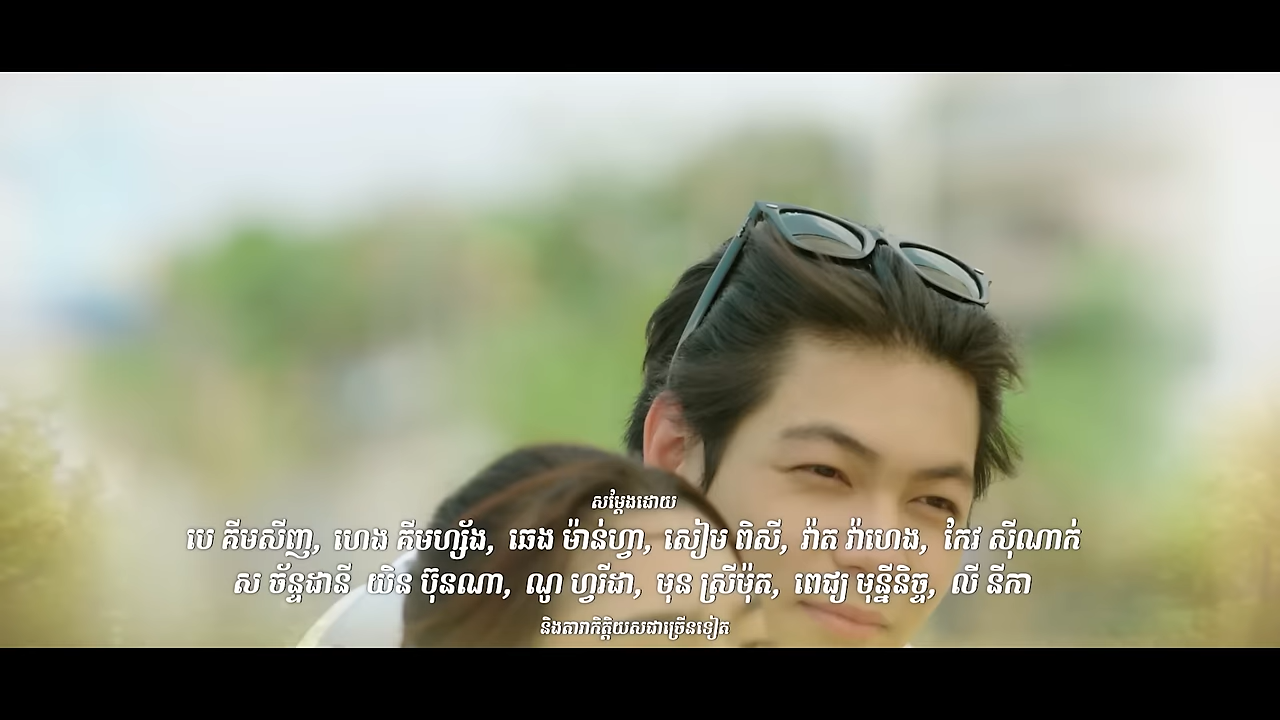 សម្ដែងដោយ
បេ គីមសីញ, ហេង គីមហ្ស័ង, ឆេង ម៉ាន់ហ្វា, សៀម ពិសី, វ៉ាត វ៉ាហេង, កែវ ស៊ីណាក់
ស ច័ន្ទដានី យិន ប៊ុនណា, ណូ ហ្វរីដា, មុន ស្រីម៉ុត, ពេជ្យ មុន្នីនិច្ច, លី នីកា
និងតារាកិត្តិយសជាច្រើនទៀត